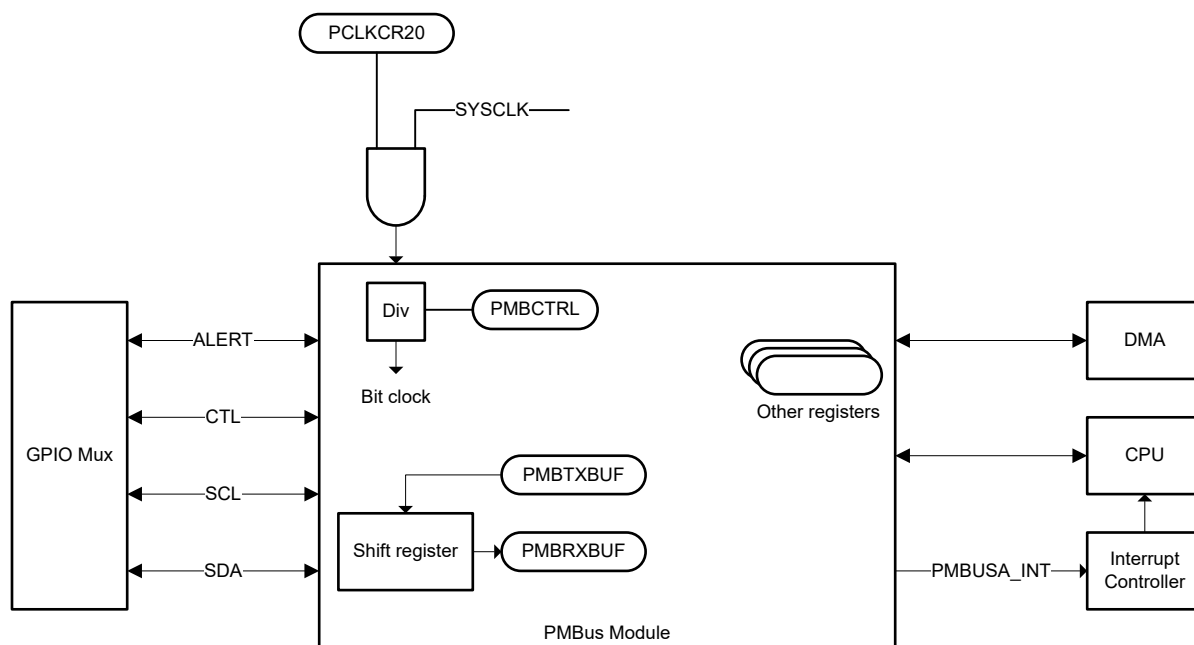 PCLKCR20
SYSCLK
Div
PMBCTRL
Bit clock
Other registers
ALERT
CTL
SCL
SDA
GPIO Mux
DMA
CPU
PMBTXBUF
Shift register
PMBRXBUF
PMBUSA_INT
Interrupt
Controller
PMBus Module